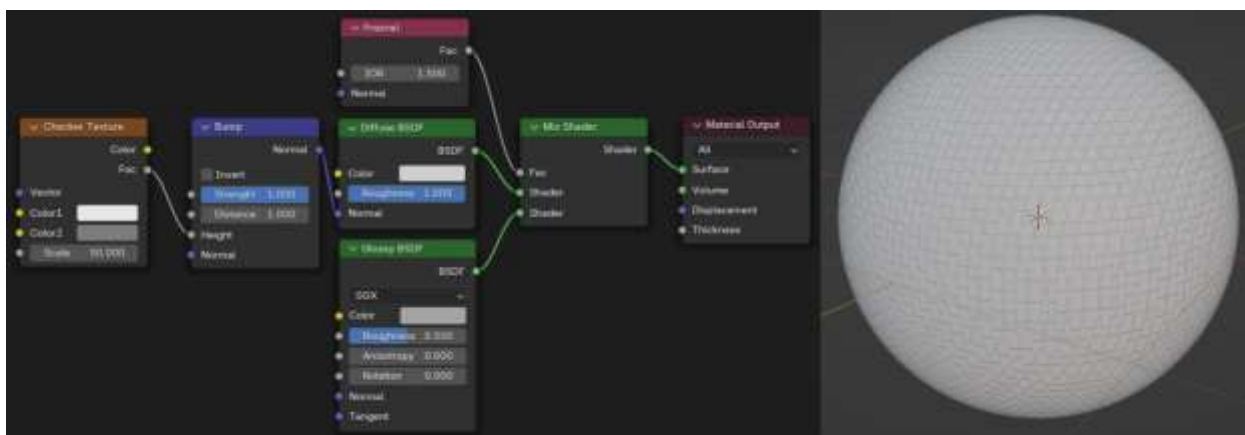 Fresnel
Fac
IOR 1.500
Normal
Checker Texture
Color
Fac
Vector
Color1
Color2
Scale 50.000
Bump
Normal
Invert
Strength 1.000
Distance 1.000
Height
Normal
Diffuse BSDF
BSDF
Color
Roughness 1.000
Normal
Glossy BSDF
BSDF
GGX
Color
Roughness
Anisotropy 0.000
Rotation 0.000
Normal
Tangent
Mix Shader
Shader
Fac
Shader
Shader
Material Output
All
Surface
Volume
Displacement
Thickness